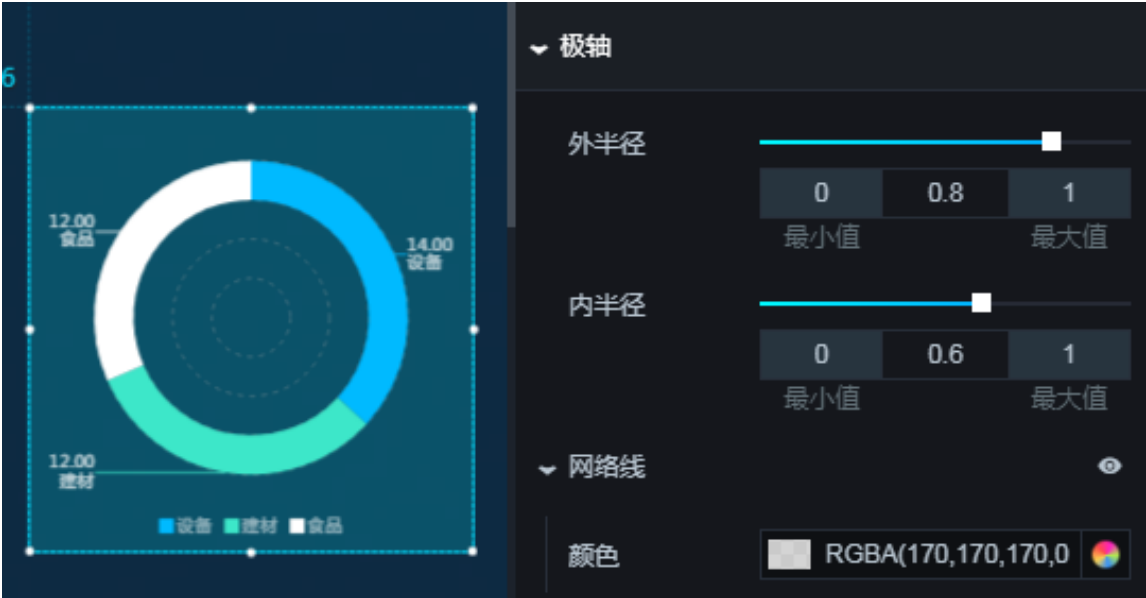 6
12.00
食品
14.00
设备
12.00
建材
设备 建材 食品
极轴
外半径
0 0.8 1
最小值 最大值
内半径
0 0.6 1
最小值 最大值
网络线
颜色 RGBA(170,170,170,0